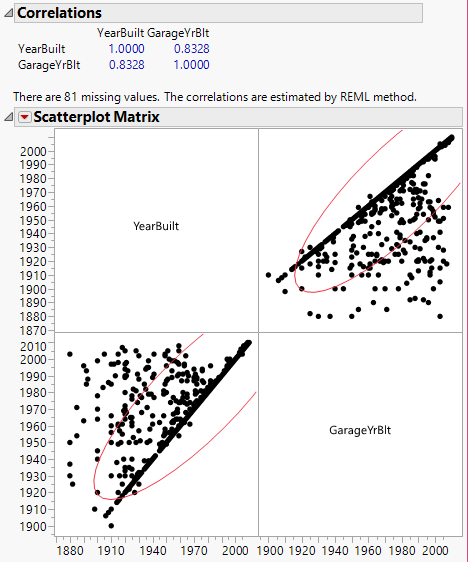 Correlations
YearBuilt GarageYrBlt
YearBuilt 1.0000 0.8328
GarageYrBlt 0.8328 1.0000
There are 81 missing values. The correlations are estimated by REML method.
Scatterplot Matrix
2000
1990
1980
1970
1960
1950
1940
1930
1920
1910
1900
1890
1880
1870
YearBuilt
2010
2000
1990
1980
1970
1960
1950
1940
1930
1920
1910
1900
GarageYrBlt
1880 1910 1940 1960 1980 2000 1900 1920 1940 1960 1980 2000